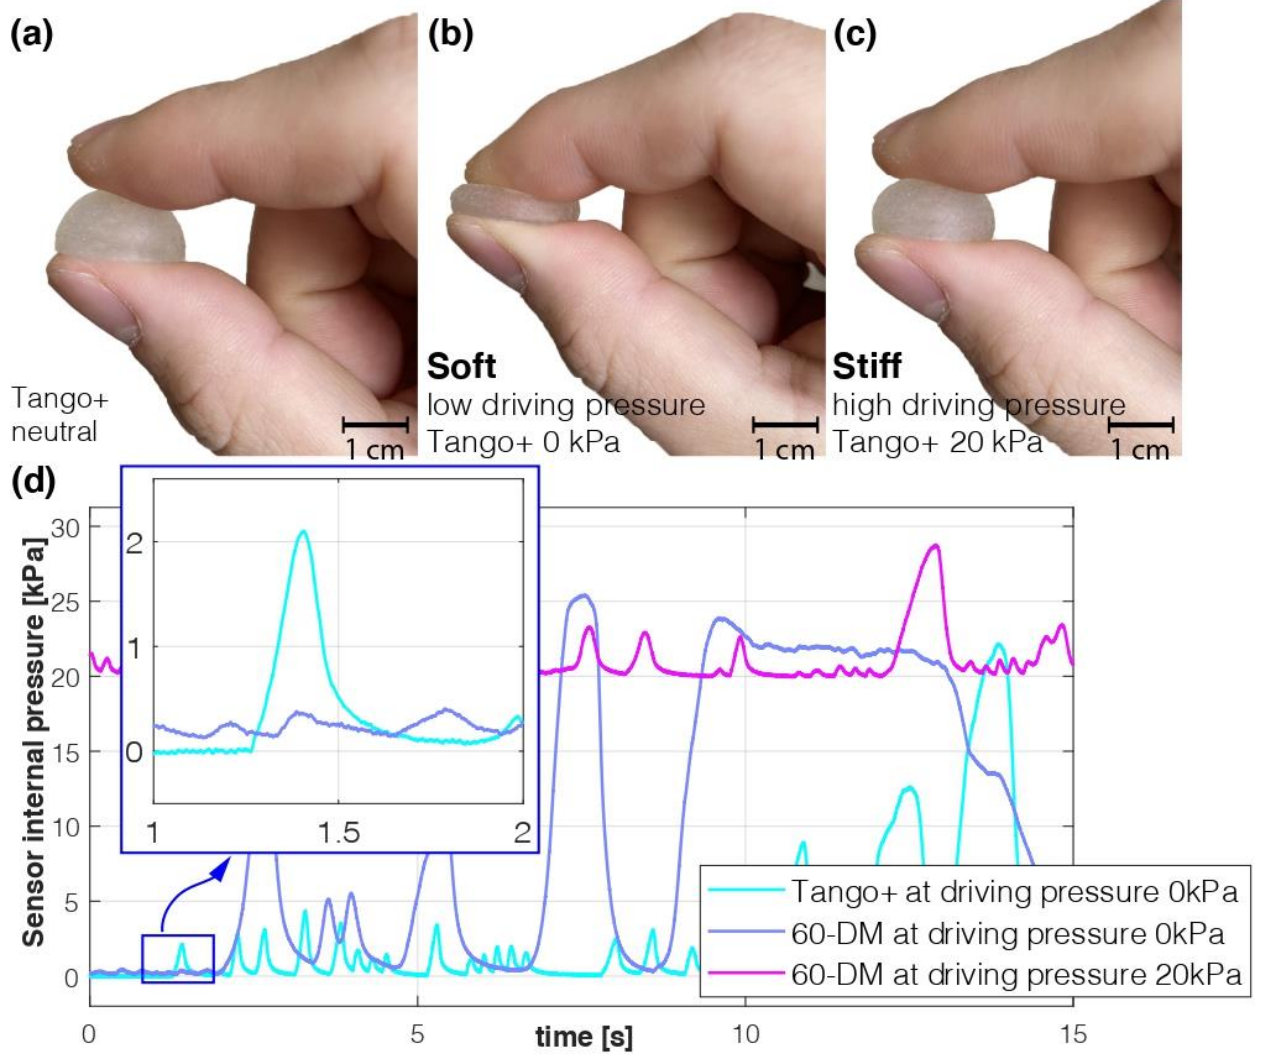 (a)
(b)
(c)
Tango+
neutral
1 cm
Soft
low driving pressure
Tango+ 0 kPa
1 cm
Stiff
high driving pressure
Tango+ 20 kPa
1 cm
(d)
Sensor internal pressure [kPa]
30
25
20
15
10
5
0
2
1
0
1
1.5
2
Tango+ at driving pressure 0kPa
60-DM at driving pressure 0kPa
60-DM at driving pressure 20kPa
0
5
10
15
time [s]